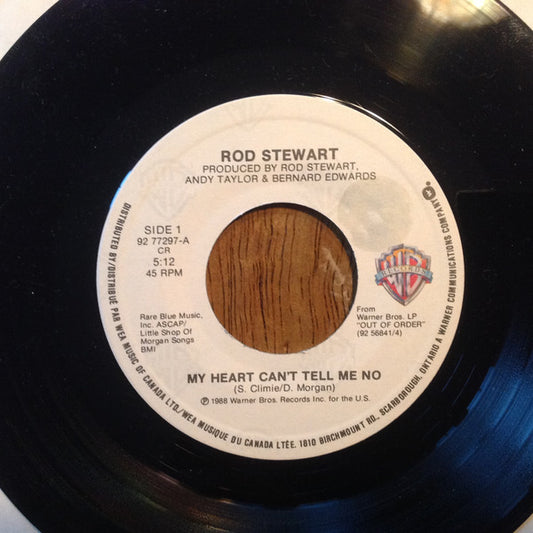 ROD STEWART
PRODUCED BY ROD STEWART,
ANDY TAYLOR & BERNARD EDWARDS
SIDE 1
92 77297-A
CR
5:12
45 RPM
RECORDS
Rare Blue Music,
Inc. ASCAP/
Little Shop Of
Morgan Songs
BMI
From
Warner Bros. LP
"OUT OF ORDER"
(92 56841/4)
MY HEART CAN'T TELL ME NO
(S. Climie/D. Morgan)
℗ 1988 Warner Bros. Records Inc. for the U.S.
DISTRIBUTED BY/DISTRIBUE PAR WEA MUSIC OF CANADA LTD./WEA MUSIQUE DU CANADA LTÉE. 1810 BIRCHMOUNT RD., SCARBOROUGH, ONTARIO A WARNER COMMUNICATIONS COMPANY